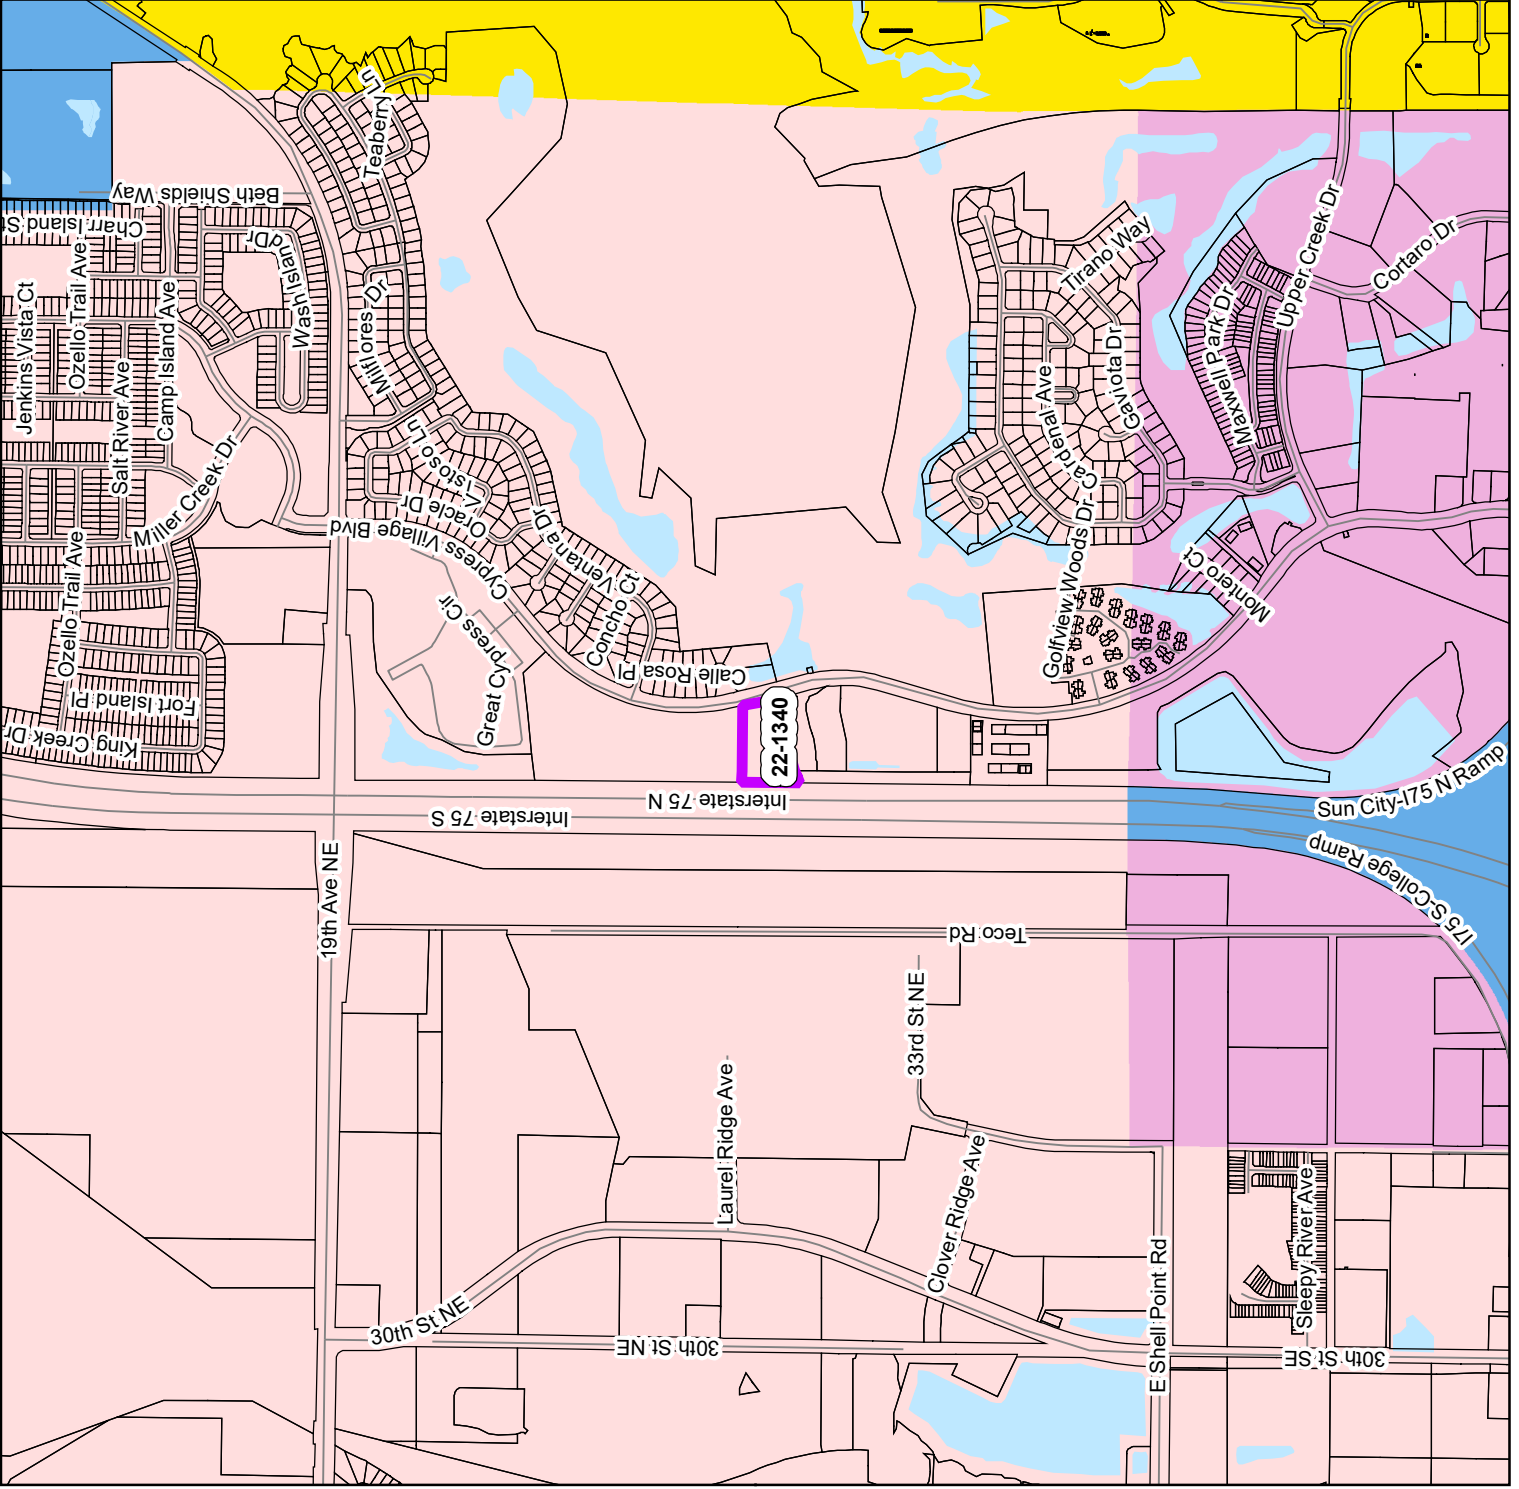 Teaberry Ln
Beth Shields Way
Charr Island St
Wash Island Dr
Jenkins Vista Ct
Ozello Trail Ave
Salt River Ave
Camp Island Ave
Millores Dr
Miller Creek Dr
Vistoso Ln
Oracle Dr
Cypress Village Blvd
Ventana Dr
Concho Ct
Great Cypress Cir
Calle Rosa Pl
Ozello Trail Ave
Fort Island Pl
King Creek Dr
Tirano Way
Gaviota Dr
Cardenal Ave
Golfview Woods Dr
Maxwell Park Dr
Upper Creek Dr
Cortaro Dr
Montero Ct
22-1340
Interstate 75 N
Interstate 75 S
Sun City-I75 N Ramp
I75 S-College Ramp
19th Ave NE
Teco Rd
33rd St NE
Laurel Ridge Ave
Clover Ridge Ave
30th St NE
30th St NE
E Shell Point Rd
Sleepy River Ave
30th St SE